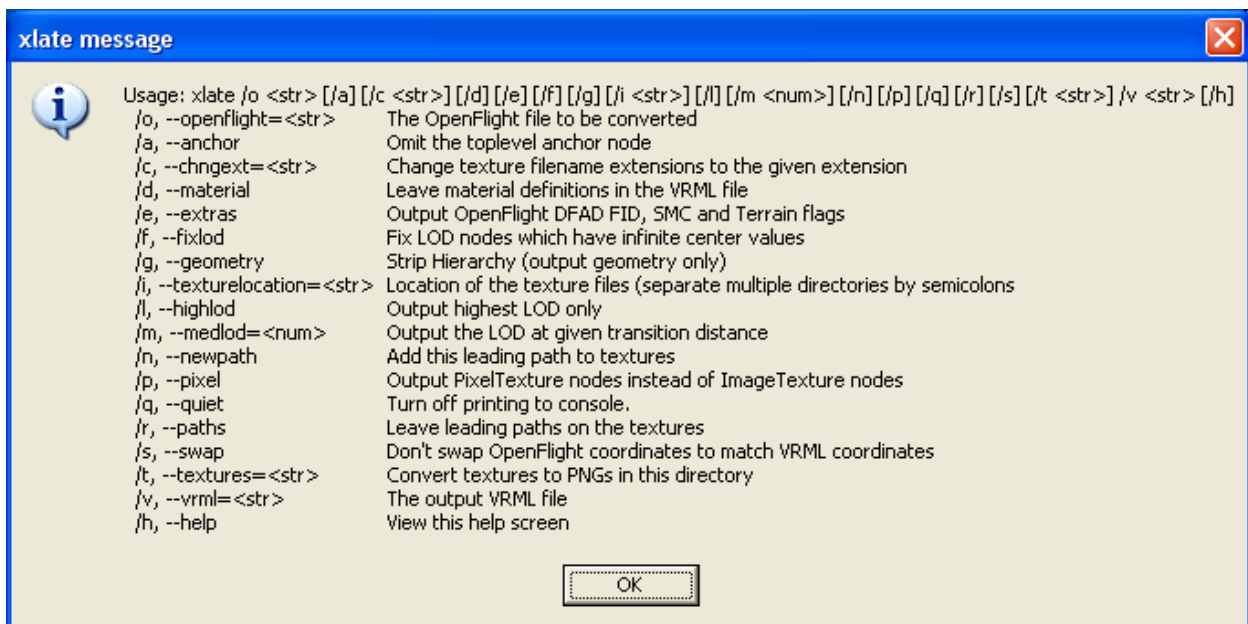 xlate message
Usage: xlate /o <str> [/a] [/c <str>] [/d] [/e] [/f] [/g] [/i <str>] [/l] [/m <num>] [/n] [/p] [/q] [/r] [/s] [/t <str>] /v <str> [/h]
/o, --openflight=<str> The OpenFlight file to be converted
/a, --anchor Omit the toplevel anchor node
/c, --chngext=<str> Change texture filename extensions to the given extension
/d, --material Leave material definitions in the VRML file
/e, --extras Output OpenFlight DFAD FID, SMC and Terrain flags
/f, --fixlod Fix LOD nodes which have infinite center values
/g, --geometry Strip Hierarchy (output geometry only)
/i, --texturelocation=<str> Location of the texture files (separate multiple directories by semicolons
/l, --highlod Output highest LOD only
/m, --medlod=<num> Output the LOD at given transition distance
/n, --newpath Add this leading path to textures
/p, --pixel Output PixelTexture nodes instead of ImageTexture nodes
/q, --quiet Turn off printing to console.
/r, --paths Leave leading paths on the textures
/s, --swap Don't swap OpenFlight coordinates to match VRML coordinates
/t, --textures=<str> Convert textures to PNGs in this directory
/v, --vrml=<str> The output VRML file
/h, --help View this help screen
OK